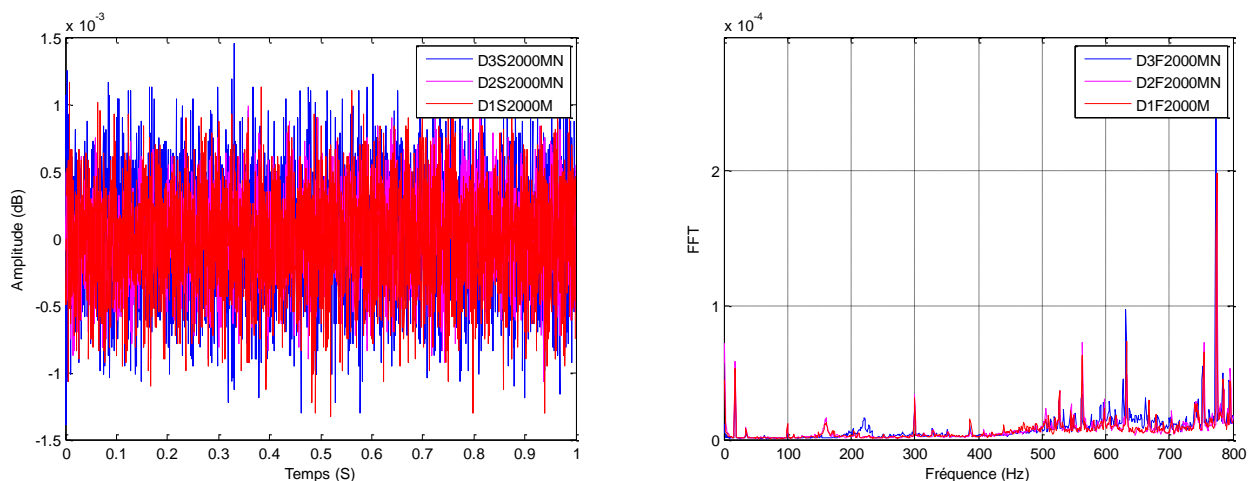 x 10-3
1.5
1
0.5
0
-0.5
-1
-1.5
Amplitude (dB)
0 0.1 0.2 0.3 0.4 0.5 0.6 0.7 0.8 0.9 1
Temps (S)
D3S2000MN
D2S2000MN
D1S2000M
x 10-4
2
1
0
FFT
0 100 200 300 400 500 600 700 800
Fréquence (Hz)
D3F2000MN
D2F2000MN
D1F2000M